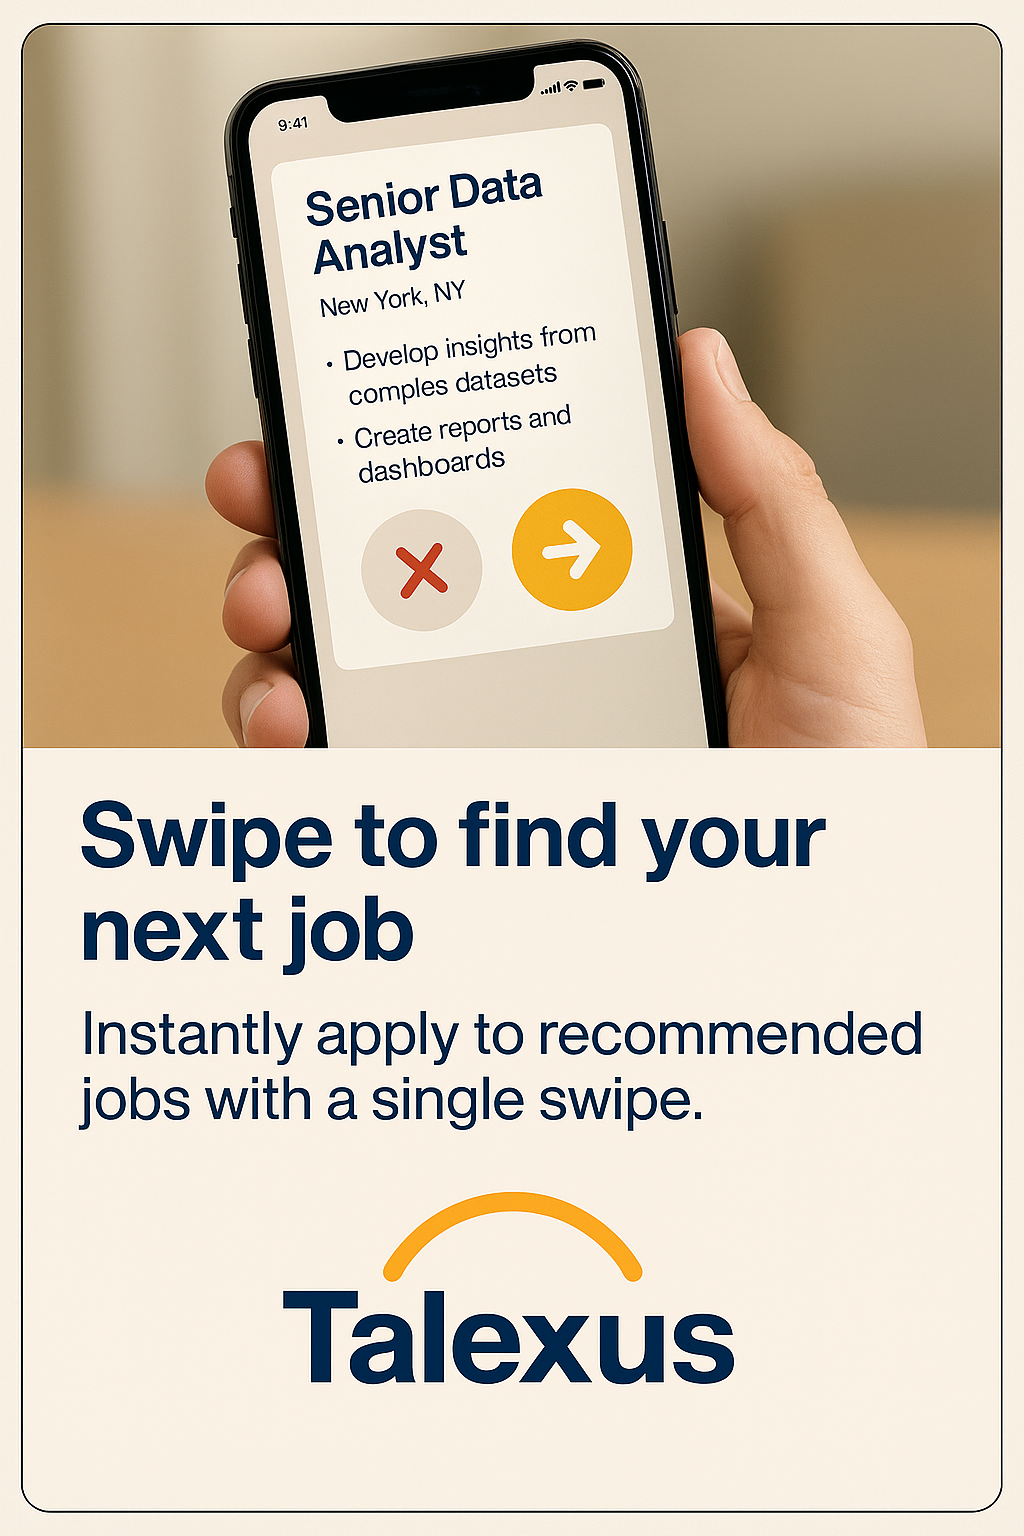 9:41
Senior Data
Analyst
New York, NY
• Develop insights from
comples datasets
• Create reports and
dashboards
Swipe to find your
next job
Instantly apply to recommended
jobs with a single swipe.
Talexus